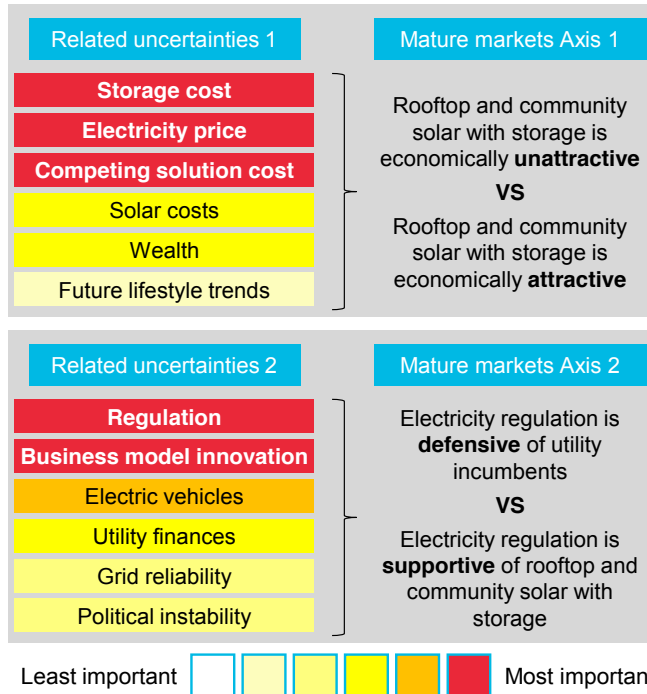 Related uncertainties 1
Mature markets Axis 1
Storage cost
Electricity price
Competing solution cost
Solar costs
Wealth
Future lifestyle trends
Rooftop and community
solar with storage is
economically unattractive
VS
Rooftop and community
solar with storage is
economically attractive
Related uncertainties 2
Mature markets Axis 2
Regulation
Business model innovation
Electric vehicles
Utility finances
Grid reliability
Political instability
Electricity regulation is
defensive of utility
incumbents
VS
Electricity regulation is
supportive of rooftop and
community solar with
storage
Least important
Most importan